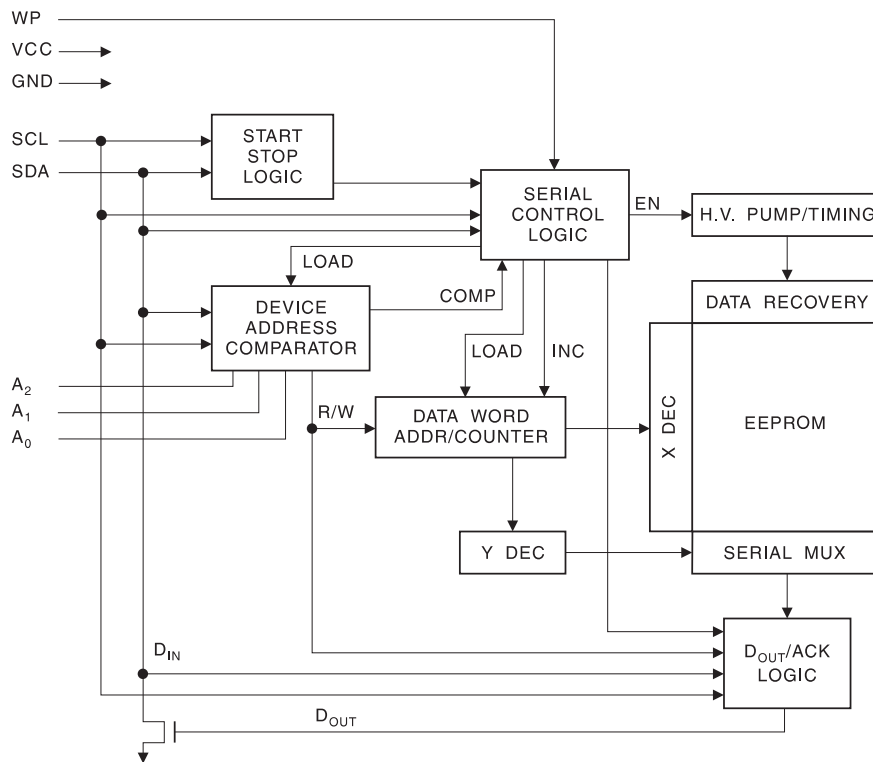 WP
VCC
GND
SCL
SDA
START
STOP
LOGIC
SERIAL
CONTROL
LOGIC
EN
H.V. PUMP/TIMING
LOAD
COMP
DATA RECOVERY
DEVICE
ADDRESS
COMPARATOR
LOAD
INC
A2
A1
A0
R/W
DATA WORD
ADDR/COUNTER
X DEC
EEPROM
Y DEC
SERIAL MUX
DIN
DOUT/ACK
LOGIC
DOUT